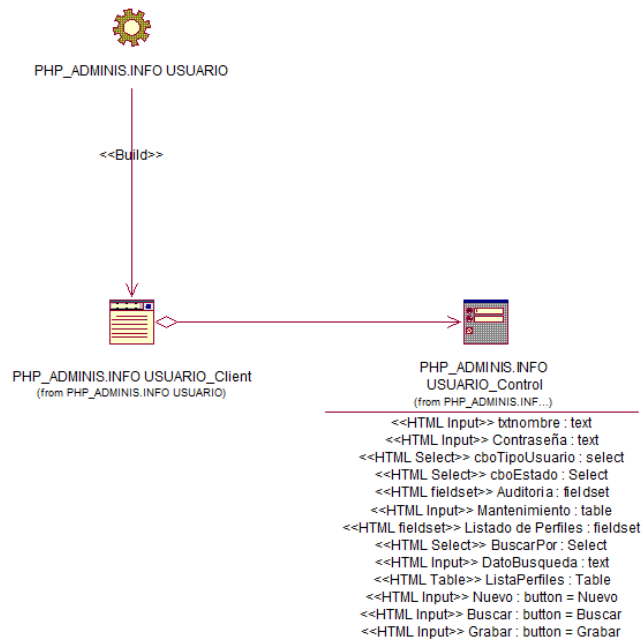 PHP_ADMINIS.INFO USUARIO
<<Build>>
PHP_ADMINIS.INFO USUARIO_Client
(from PHP_ADMINIS.INFO USUARIO)
PHP_ADMINIS.INFO
USUARIO_Control
(from PHP_ADMINIS.INF...)
<<HTML Input>> txtnombre : text
<<HTML Input>> Contraseña : text
<<HTML Select>> cboTipoUsuario : select
<<HTML Select>> cboEstado : Select
<<HTML fieldset>> Auditoria : fieldset
<<HTML Input>> Mantenimiento : table
<<HTML fieldset>> Listado de Perfiles : fieldset
<<HTML Select>> BuscarPor : Select
<<HTML Input>> DatoBusqueda : text
<<HTML Table>> ListaPerfiles : Table
<<HTML Input>> Nuevo : button = Nuevo
<<HTML Input>> Buscar : button = Buscar
<<HTML Input>> Grabar : button = Grabar